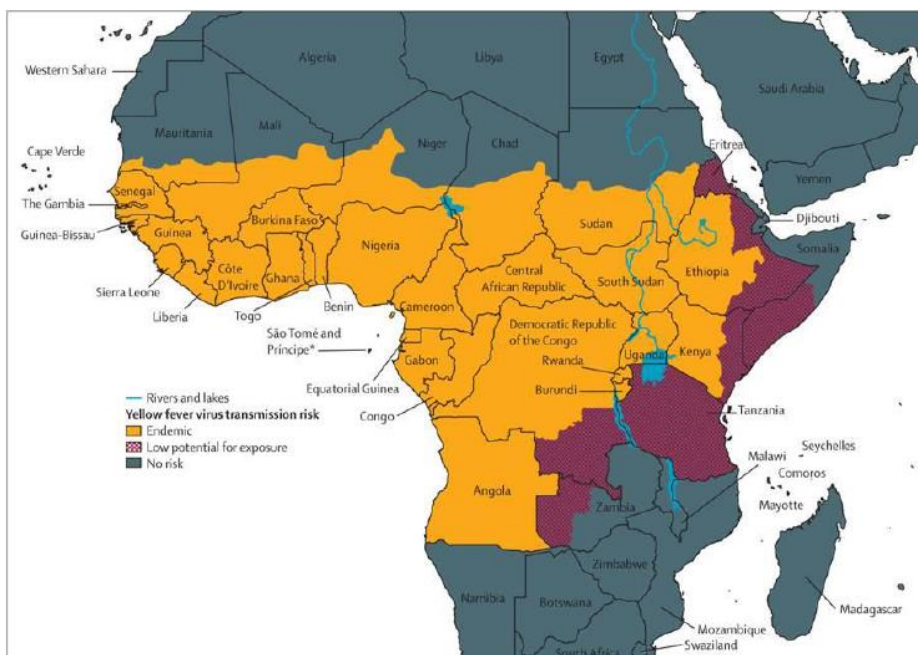 Western Sahara
Algeria
Libya
Egypt
Saudi Arabia
Mauritania
Mali
Niger
Chad
Eritrea
Yemen
Cape Verde
Senegal
The Gambia
Guinea-Bissau
Guinea
Burkina Faso
Nigeria
Sudan
Djibouti
Somalia
Côte
D'Ivoire
Ghana
Ethiopia
Sierra Leone
Liberia
Togo
Benin
Cameroon
Central
African Republic
South Sudan
São Tomé and
Príncipe*
Democratic Republic
of the Congo
Gabon
Rwanda
Uganda
Kenya
Equatorial Guinea
Burundi
Congo
Tanzania
Rivers and lakes
Yellow fever virus transmission risk
Endemic
Low potential for exposure
No risk
Angola
Zambia
Malawi
Seychelles
Comoros
Mayotte
Zimbabwe
Namibia
Botswana
Madagascar
Mozambique
Swaziland
South Africa